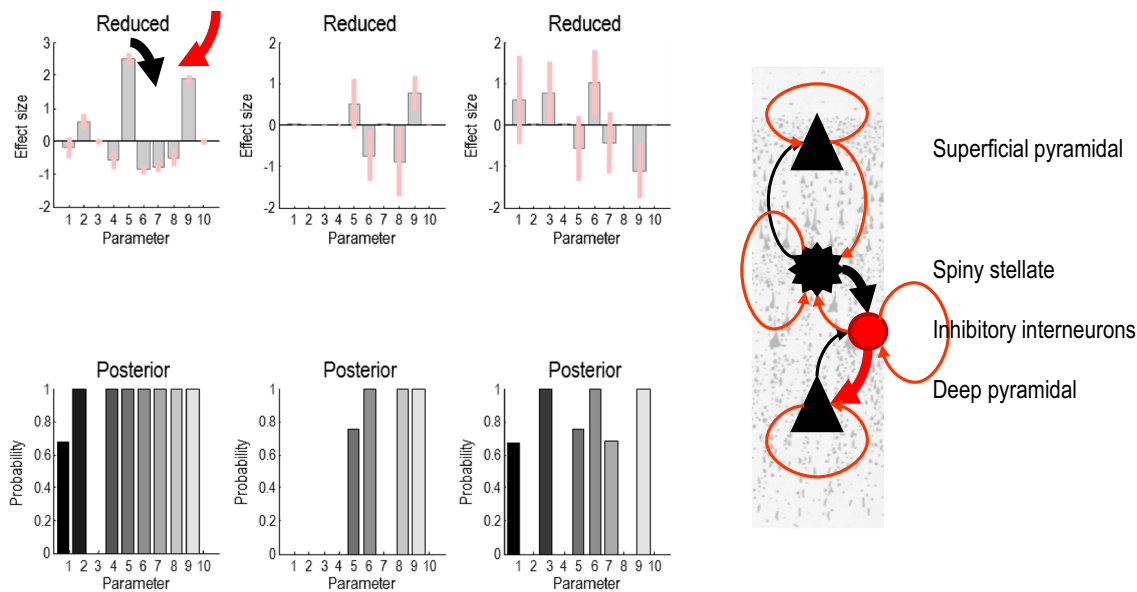 Reduced
3
2
1
0
-1
-2
Effect size
1 2 3 4 5 6 7 8 9 10
Parameter
Reduced
2
1
0
-1
-2
1 2 3 4 5 6 7 8 9 10
Parameter
Reduced
2
1
0
-1
-2
1 2 3 4 5 6 7 8 9 10
Parameter
Posterior
1
0.8
0.6
0.4
0.2
0
Probability
1 2 3 4 5 6 7 8 9 10
Parameter
Posterior
1
0.8
0.6
0.4
0.2
0
Probability
1 2 3 4 5 6 7 8 9 10
Parameter
Posterior
1
0.8
0.6
0.4
0.2
0
Probability
1 2 3 4 5 6 7 8 9 10
Parameter
Superficial pyramidal
Spiny stellate
Inhibitory interneurons
Deep pyramidal